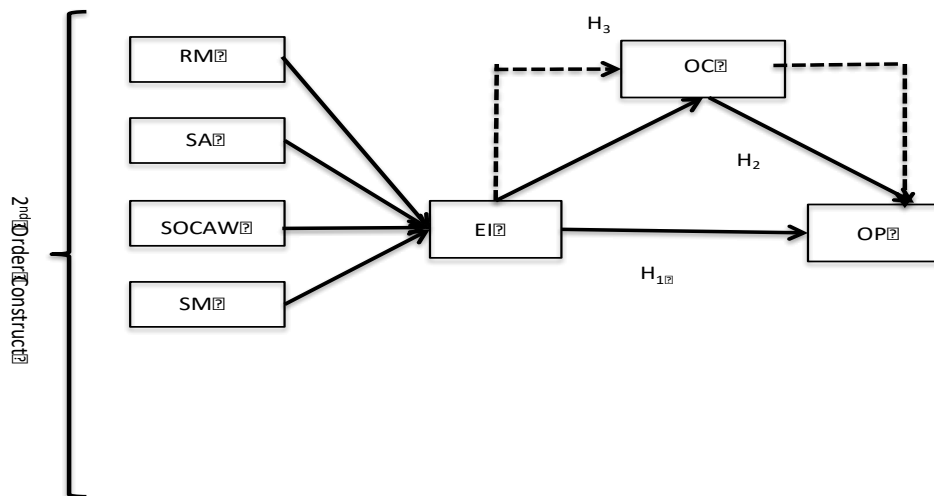 RM
SA
SOCAW
SM
2nd Order Construct
EI
H3
OC
H2
H1
OP